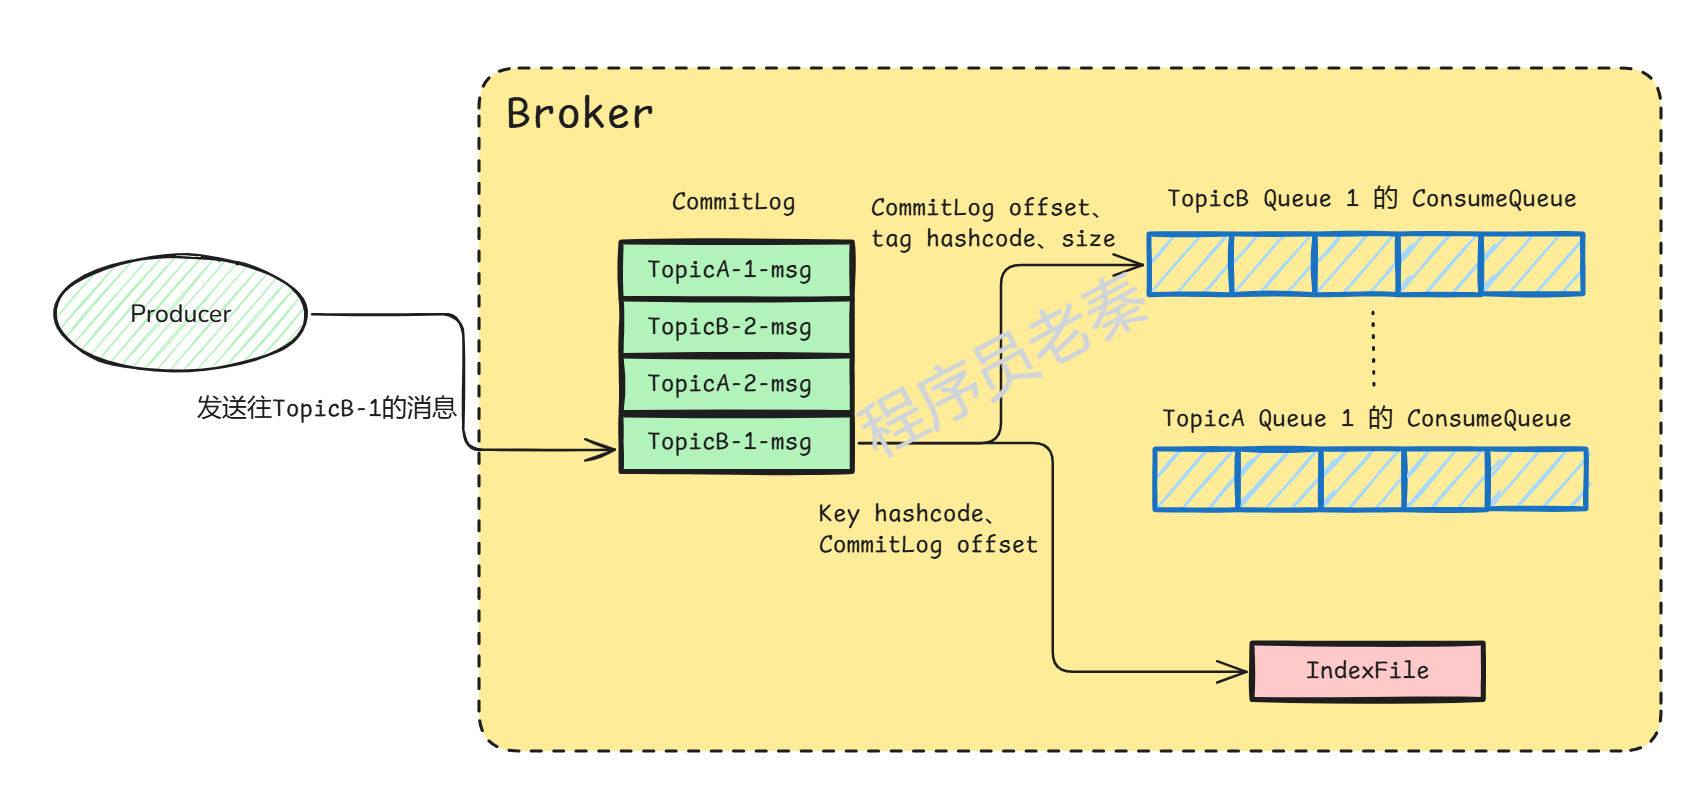 Broker
CommitLog
CommitLog offset、
tag hashcode、size
TopicB Queue 1 的 ConsumeQueue
TopicA-1-msg
TopicB-2-msg
TopicA-2-msg
TopicB-1-msg
Producer
发送往TopicB-1的消息
程序员老秦
TopicA Queue 1 的 ConsumeQueue
Key hashcode、
CommitLog offset
IndexFile